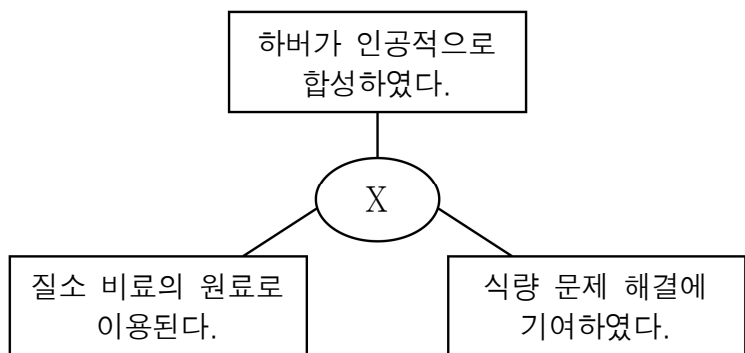 하버가 인공적으로
합성하였다.
X
질소 비료의 원료로
이용된다.
식량 문제 해결에
기여하였다.